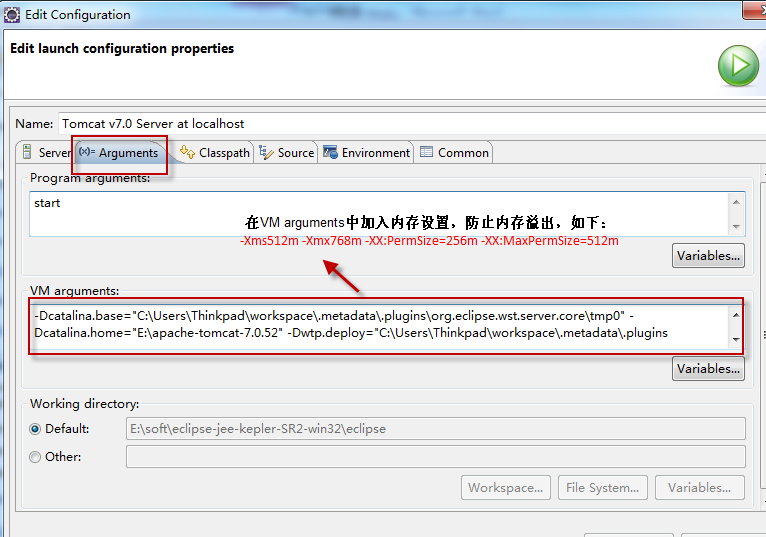 Edit Configuration
Edit launch configuration properties
Name: Tomcat v7.0 Server at localhost
Server (x)= Arguments Classpath Source Environment Common
Program arguments:
start
在VM arguments中加入内存设置，防止内存溢出，如下：
-Xms512m -Xmx768m -XX:PermSize=256m -XX:MaxPermSize=512m
Variables...
VM arguments:
-Dcatalina.base="C:\Users\Thinkpad\workspace\.metadata\.plugins\org.eclipse.wst.server.core\tmp0" -
Dcatalina.home="E:\apache-tomcat-7.0.52" -Dwtp.deploy="C:\Users\Thinkpad\workspace\.metadata\.plugins
Variables...
Working directory:
Default: E:\soft\eclipse-jee-kepler-SR2-win32\eclipse
Other:
Workspace... File System... Variables...